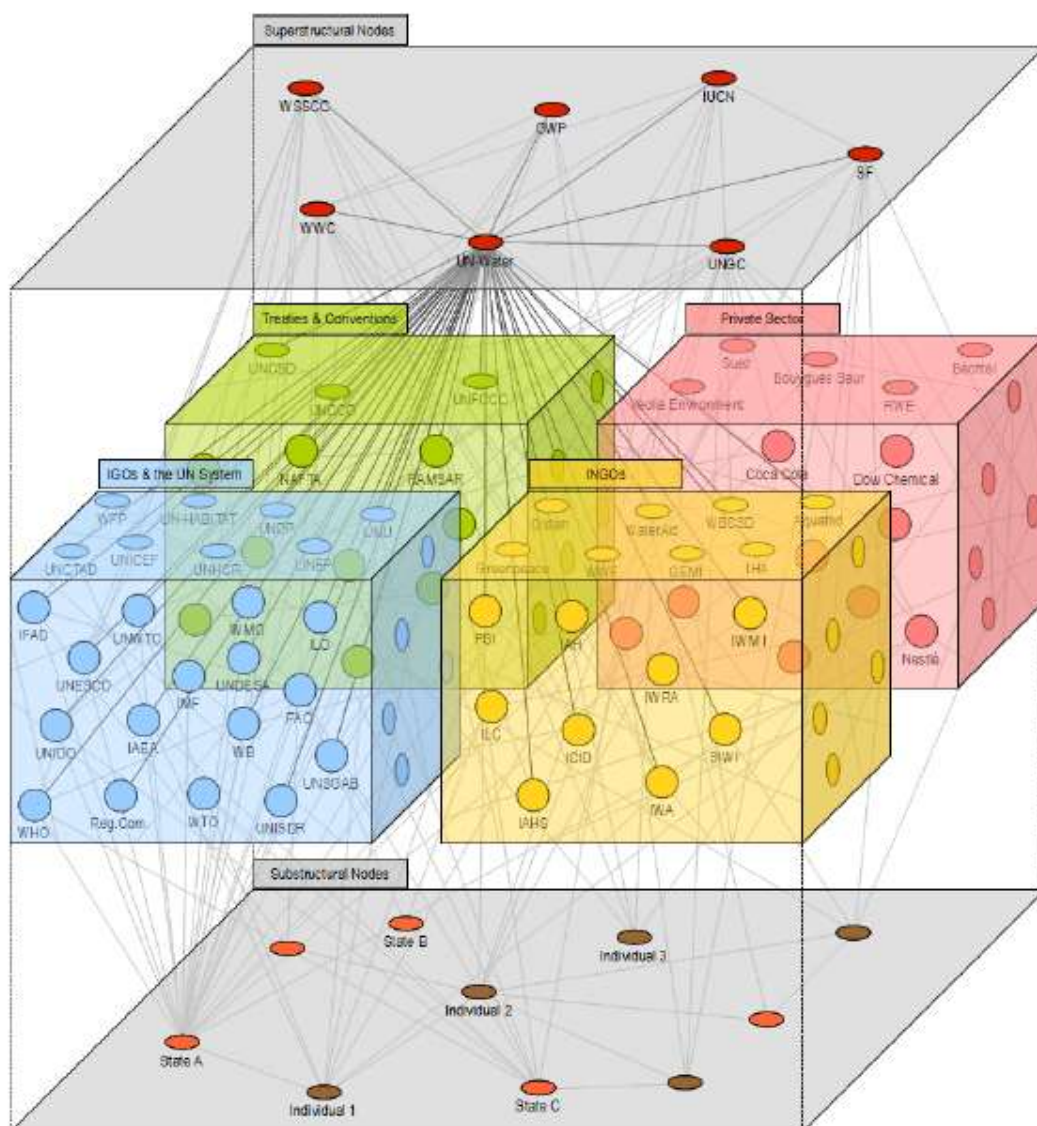 Superstructural Nodes
IUCN
WSSCC
GWP
SF
WWC
UN-Water
UNGC
Treaties & Conventions
Private Sector
UNCSD
Suez
Bouygues Saur
Bechtel
UNCCD
UNFCCC
Veolia Environnement
RWE
NAFTA
RAMSAR
Coca Cola
Dow Chemical
IGOs & the UN System
INGOs
WFP
UN-HABITAT
UNDP
UNU
Oxfam
WaterAid
WBCSD
UNCTAD
UNICEF
UNHCR
UNEP
Greenpeace
WWF
GEMI
IHA
IFAD
UNWTO
WMO
ILO
PSI
IAH
IWMI
Nestlé
UNESCO
UNDESA
IWRA
IMF
FAO
UNIDO
IAEA
WB
ILC
ICID
SIWI
UNSGAB
WHO
Reg.Com.
WTO
UNISDR
IAHS
IWA
Substructural Nodes
State B
Individual 3
Individual 2
State A
Individual 1
State C